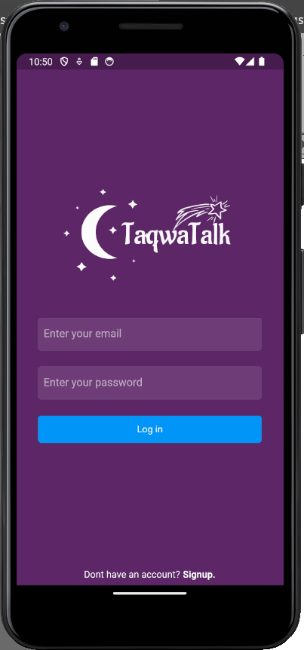 10:50
TaqwaTalk
Enter your email
Enter your password
Log in
Dont have an account? Signup.